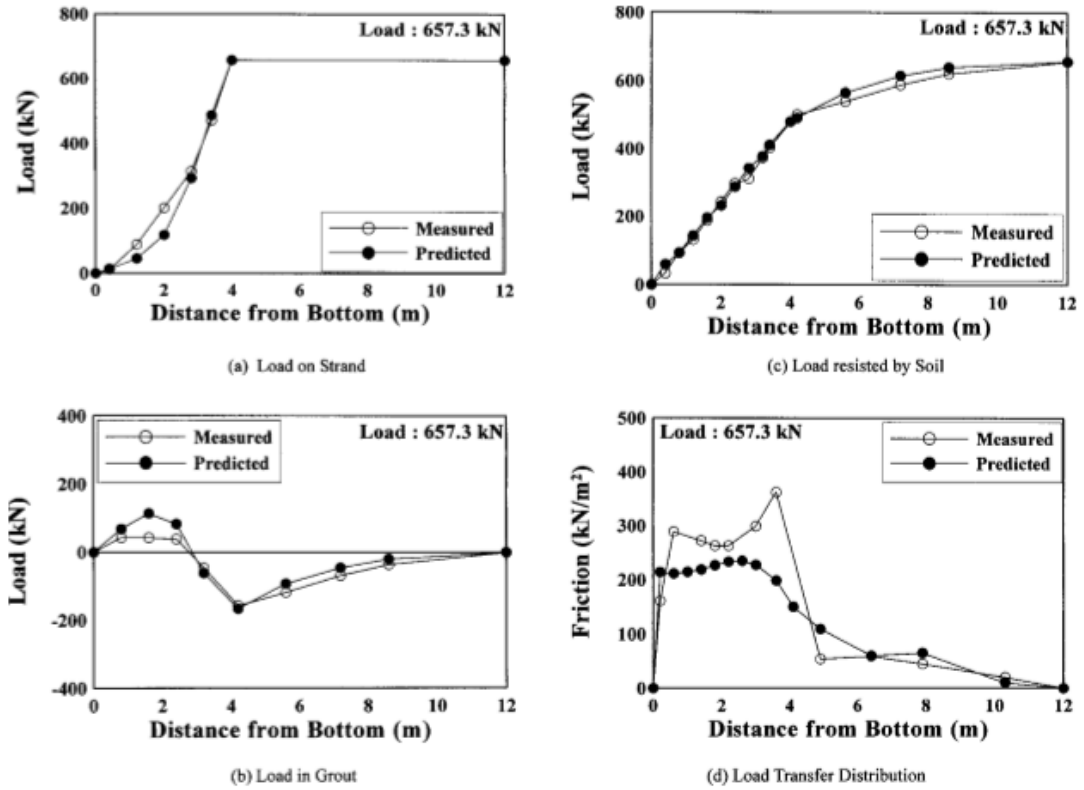 800
600
400
200
0
Load (kN)
Load : 657.3 kN
Measured
Predicted
0 2 4 6 8 10 12
Distance from Bottom (m)
(a) Load on Strand
800
600
400
200
0
Load (kN)
Load : 657.3 kN
Measured
Predicted
0 2 4 6 8 10 12
Distance from Bottom (m)
(c) Load resisted by Soil
400
200
0
-200
-400
Load (kN)
Measured
Predicted
Load : 657.3 kN
0 2 4 6 8 10 12
Distance from Bottom (m)
(b) Load in Grout
500
400
300
200
100
0
Friction (kN/m²)
Load : 657.3 kN
Measured
Predicted
0 2 4 6 8 10 12
Distance from Bottom (m)
(d) Load Transfer Distribution